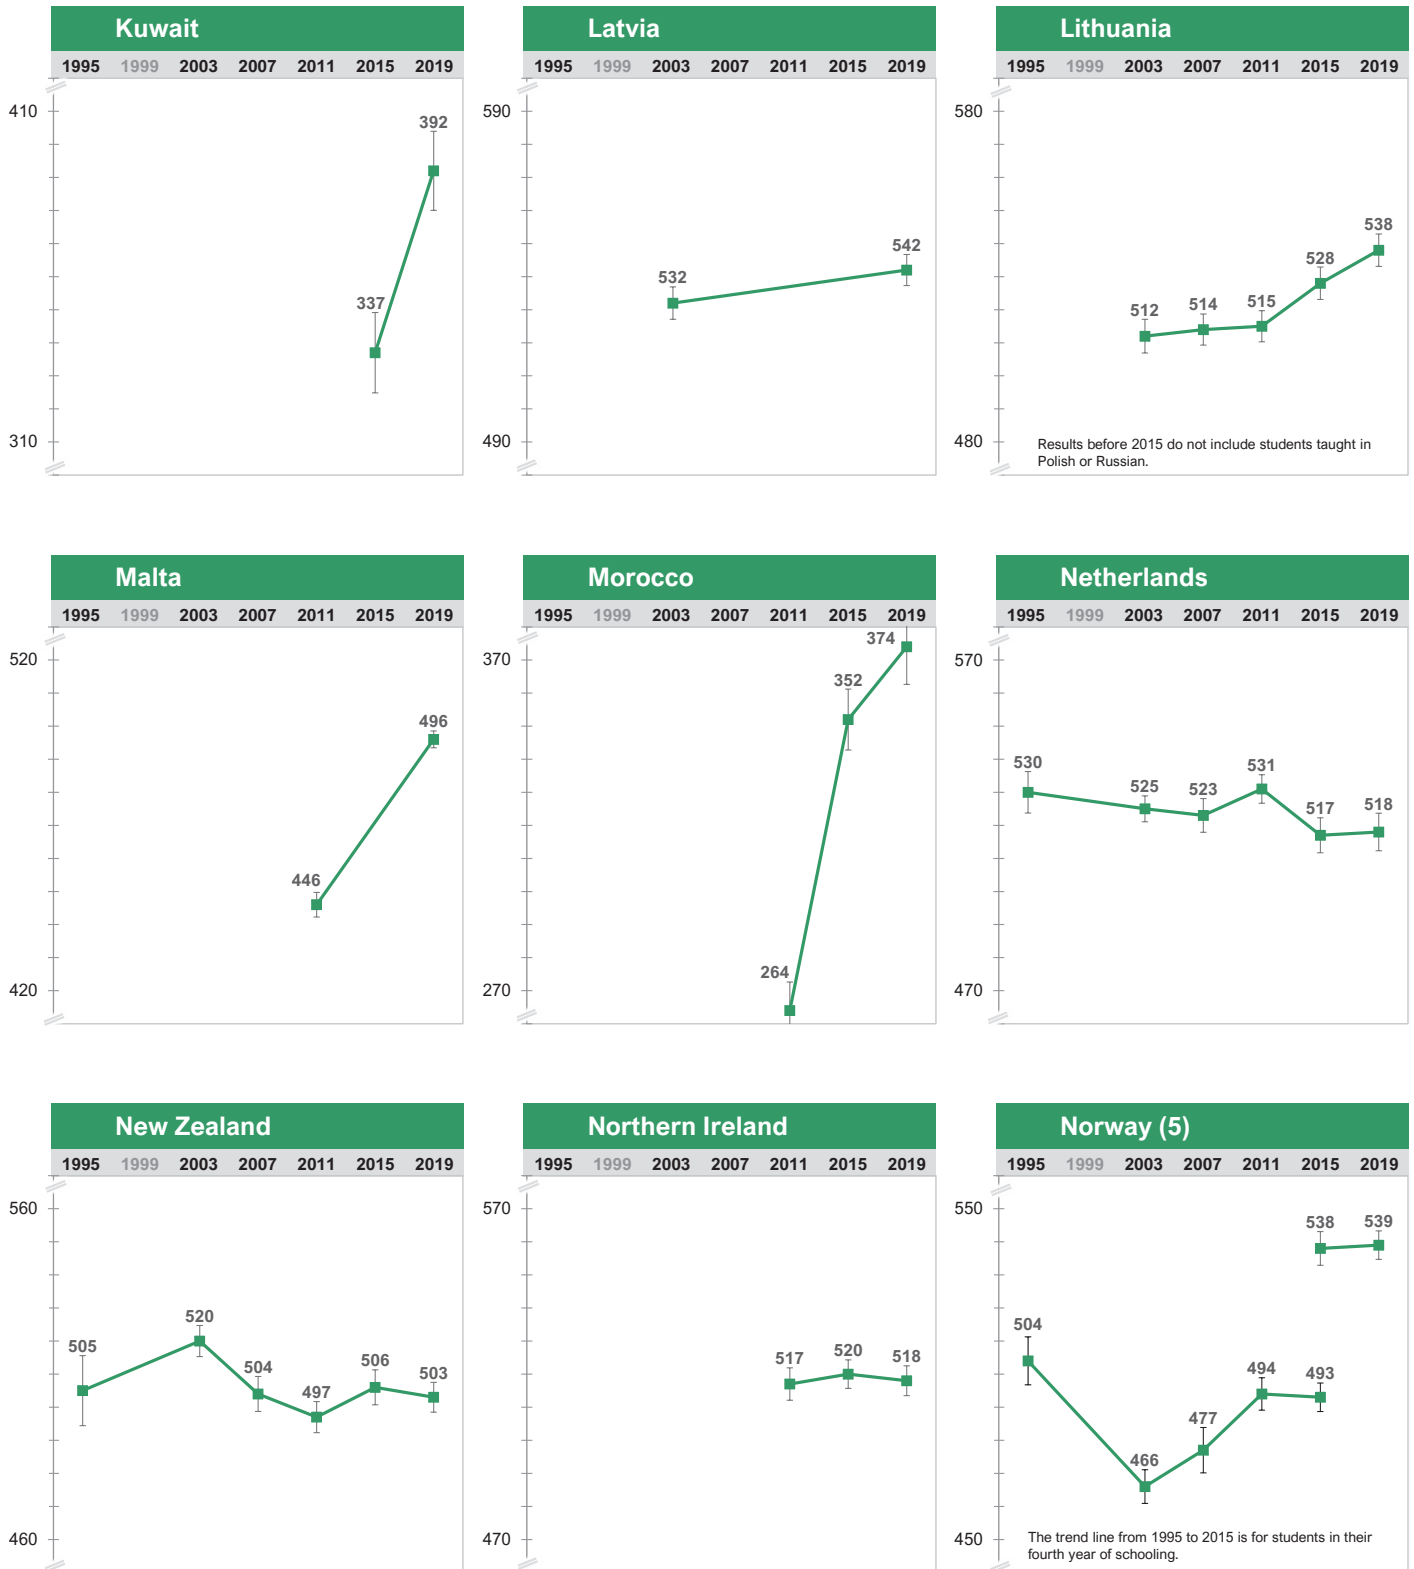 Kuwait
1995 1999 2003 2007 2011 2015 2019
410
392
337
310
Latvia
1995 1999 2003 2007 2011 2015 2019
590
542
532
490
Lithuania
1995 1999 2003 2007 2011 2015 2019
580
538
528
512 514 515
480
Results before 2015 do not include students taught in
Polish or Russian.
Malta
1995 1999 2003 2007 2011 2015 2019
520
496
446
420
Morocco
1995 1999 2003 2007 2011 2015 2019
374
370
352
264
270
Netherlands
1995 1999 2003 2007 2011 2015 2019
570
530 525 523 531 517 518
470
New Zealand
1995 1999 2003 2007 2011 2015 2019
560
505 520 504 497 506 503
460
Northern Ireland
1995 1999 2003 2007 2011 2015 2019
570
517 520 518
470
Norway (5)
1995 1999 2003 2007 2011 2015 2019
550
538 539
504
466 477 494 493
450
The trend line from 1995 to 2015 is for students in their
fourth year of schooling.